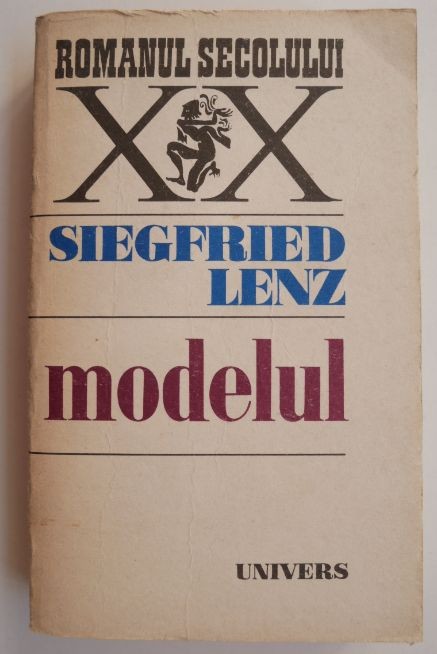 ROMANUL SECOLULUI
XX
SIEGFRIED
LENZ
modelul
UNIVERS